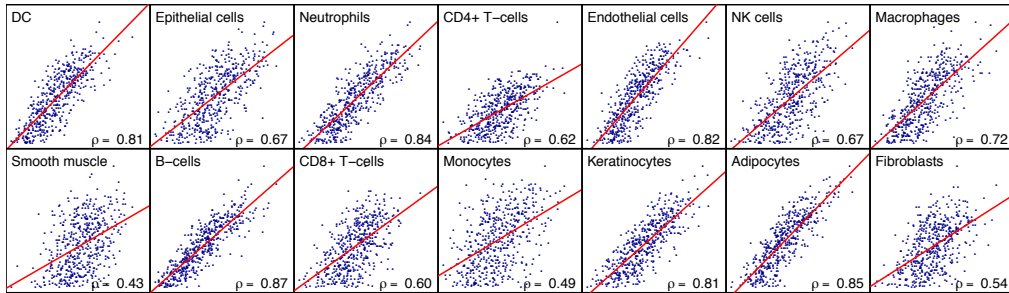 DC
ρ = 0.81
Epithelial cells
ρ = 0.67
Neutrophils
ρ = 0.84
CD4+ T−cells
ρ = 0.62
Endothelial cells
ρ = 0.82
NK cells
ρ = 0.67
Macrophages
ρ = 0.72
Smooth muscle
ρ = 0.43
B−cells
ρ = 0.87
CD8+ T−cells
ρ = 0.60
Monocytes
ρ = 0.49
Keratinocytes
ρ = 0.81
Adipocytes
ρ = 0.85
Fibroblasts
ρ = 0.54